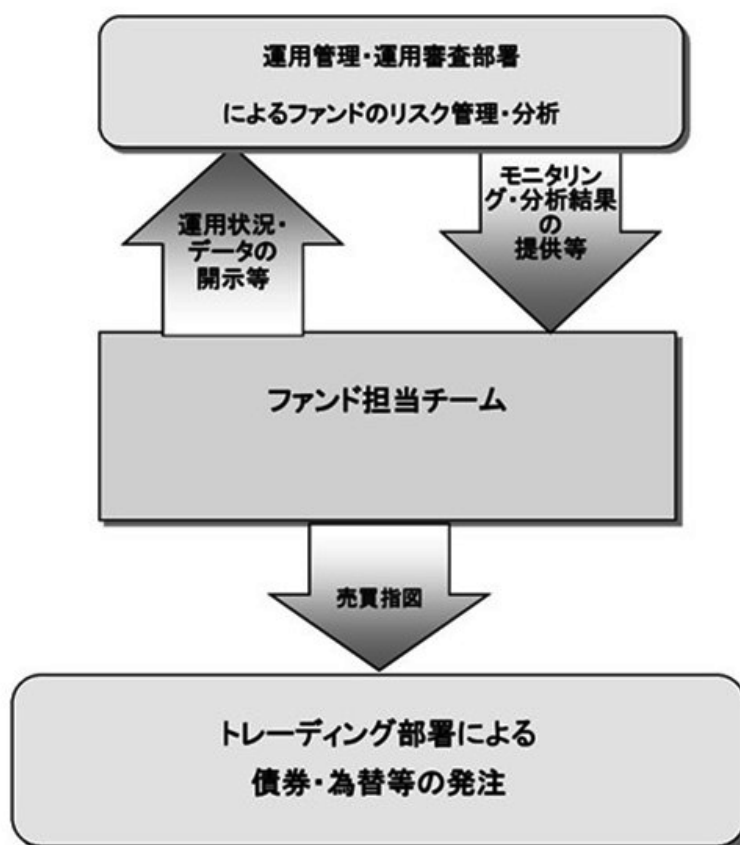 運用管理・運用審査部署
によるファンドのリスク管理・分析
運用状況・
データの
開示等
モニタリン
グ・分析結果
の
提供等
ファンド担当チーム
売買指図
トレーディング部署による
債券・為替等の発注